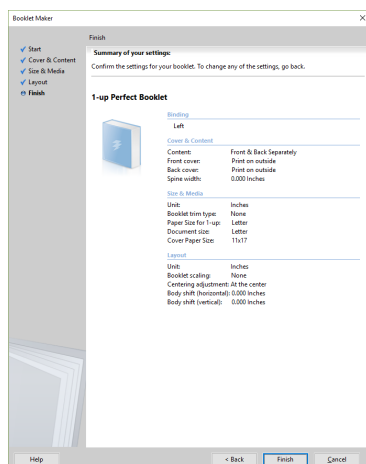 Booklet Maker
Finish
Start
Cover & Content
Size & Media
Layout
Finish
Summary of your settings:
Confirm the settings for your booklet. To change any of the settings, go back.
1-up Perfect Booklet
Binding
Left
Cover & Content
Content: Front & Back Separately
Front cover: Print on outside
Back cover: Print on outside
Spine width: 0.000 Inches
Size & Media
Unit: Inches
Booklet trim type: None
Paper Size for 1-up: Letter
Document size: Letter
Cover Paper Size: 11x17
Layout
Unit: Inches
Booklet scaling: None
Centering adjustment: At the center
Body shift (horizontal): 0.000 Inches
Body shift (vertical): 0.000 Inches
Help
< Back
Finish
Cancel